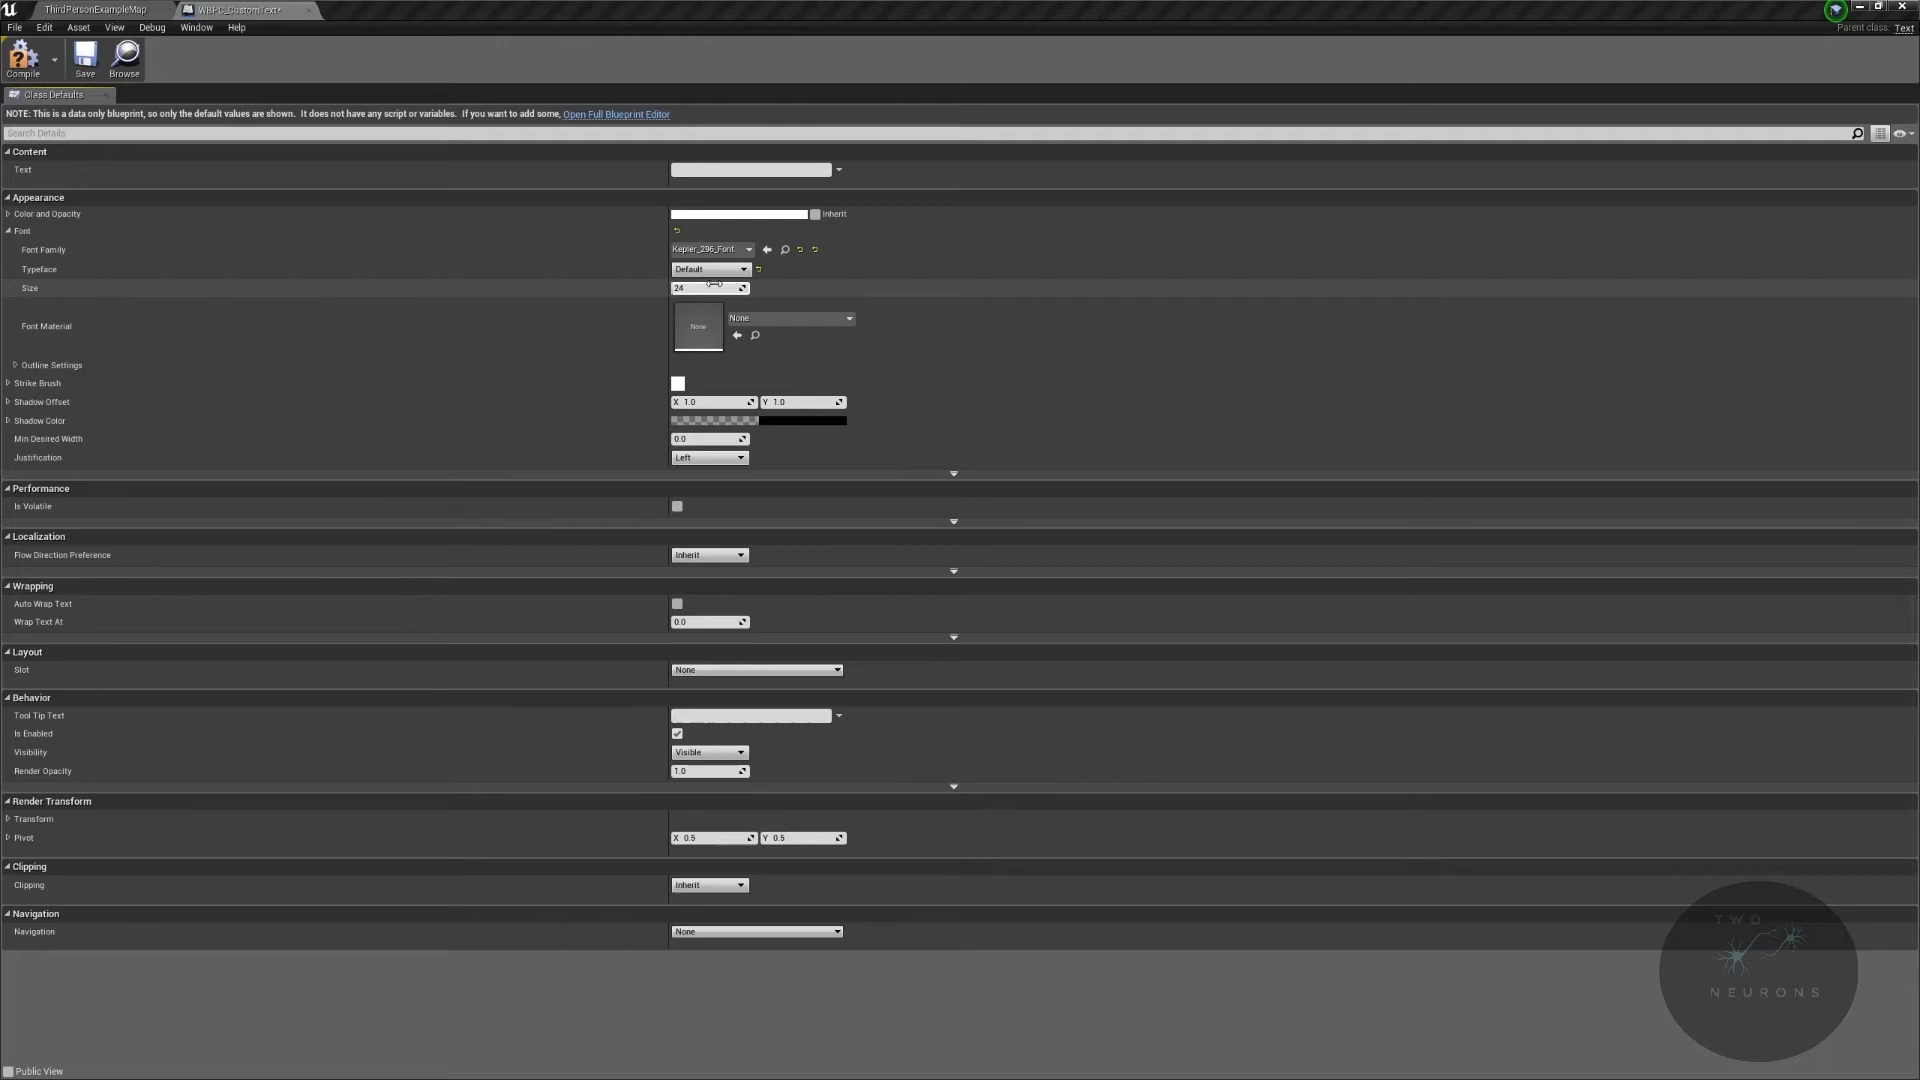 ThirdPersonExampleMap WBPC_CustomText*
File Edit Asset View Debug Window Help Parent class: Text
Compile Save Browse
Class Defaults
NOTE: This is a data only blueprint, so only the default values are shown. It does not have any script or variables. If you want to add some, Open Full Blueprint Editor
Search Details
Content
Text
Appearance
Color and Opacity Inherit
Font
Font Family Kepler_296_Font
Typeface Default
Size 24
Font Material None None
Outline Settings
Strike Brush
Shadow Offset X 1.0 Y 1.0
Shadow Color
Min Desired Width 0.0
Justification Left
Performance
Is Volatile
Localization
Flow Direction Preference Inherit
Wrapping
Auto Wrap Text
Wrap Text At 0.0
Layout
Slot None
Behavior
Tool Tip Text
Is Enabled
Visibility Visible
Render Opacity 1.0
Render Transform
Transform
Pivot X 0.5 Y 0.5
Clipping
Clipping Inherit
Navigation
Navigation None
TWO
NEURONS
Public View